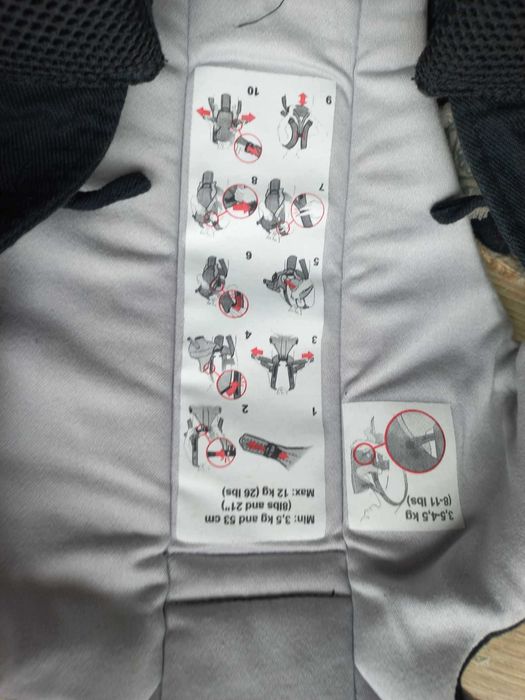 Min: 3,5 kg and 53 cm
(8lbs and 21")
Max: 12 kg (26 lbs)
1
2
3
4
5
6
7
8
9
10
3,5-4,5 kg
(8-11 lbs)